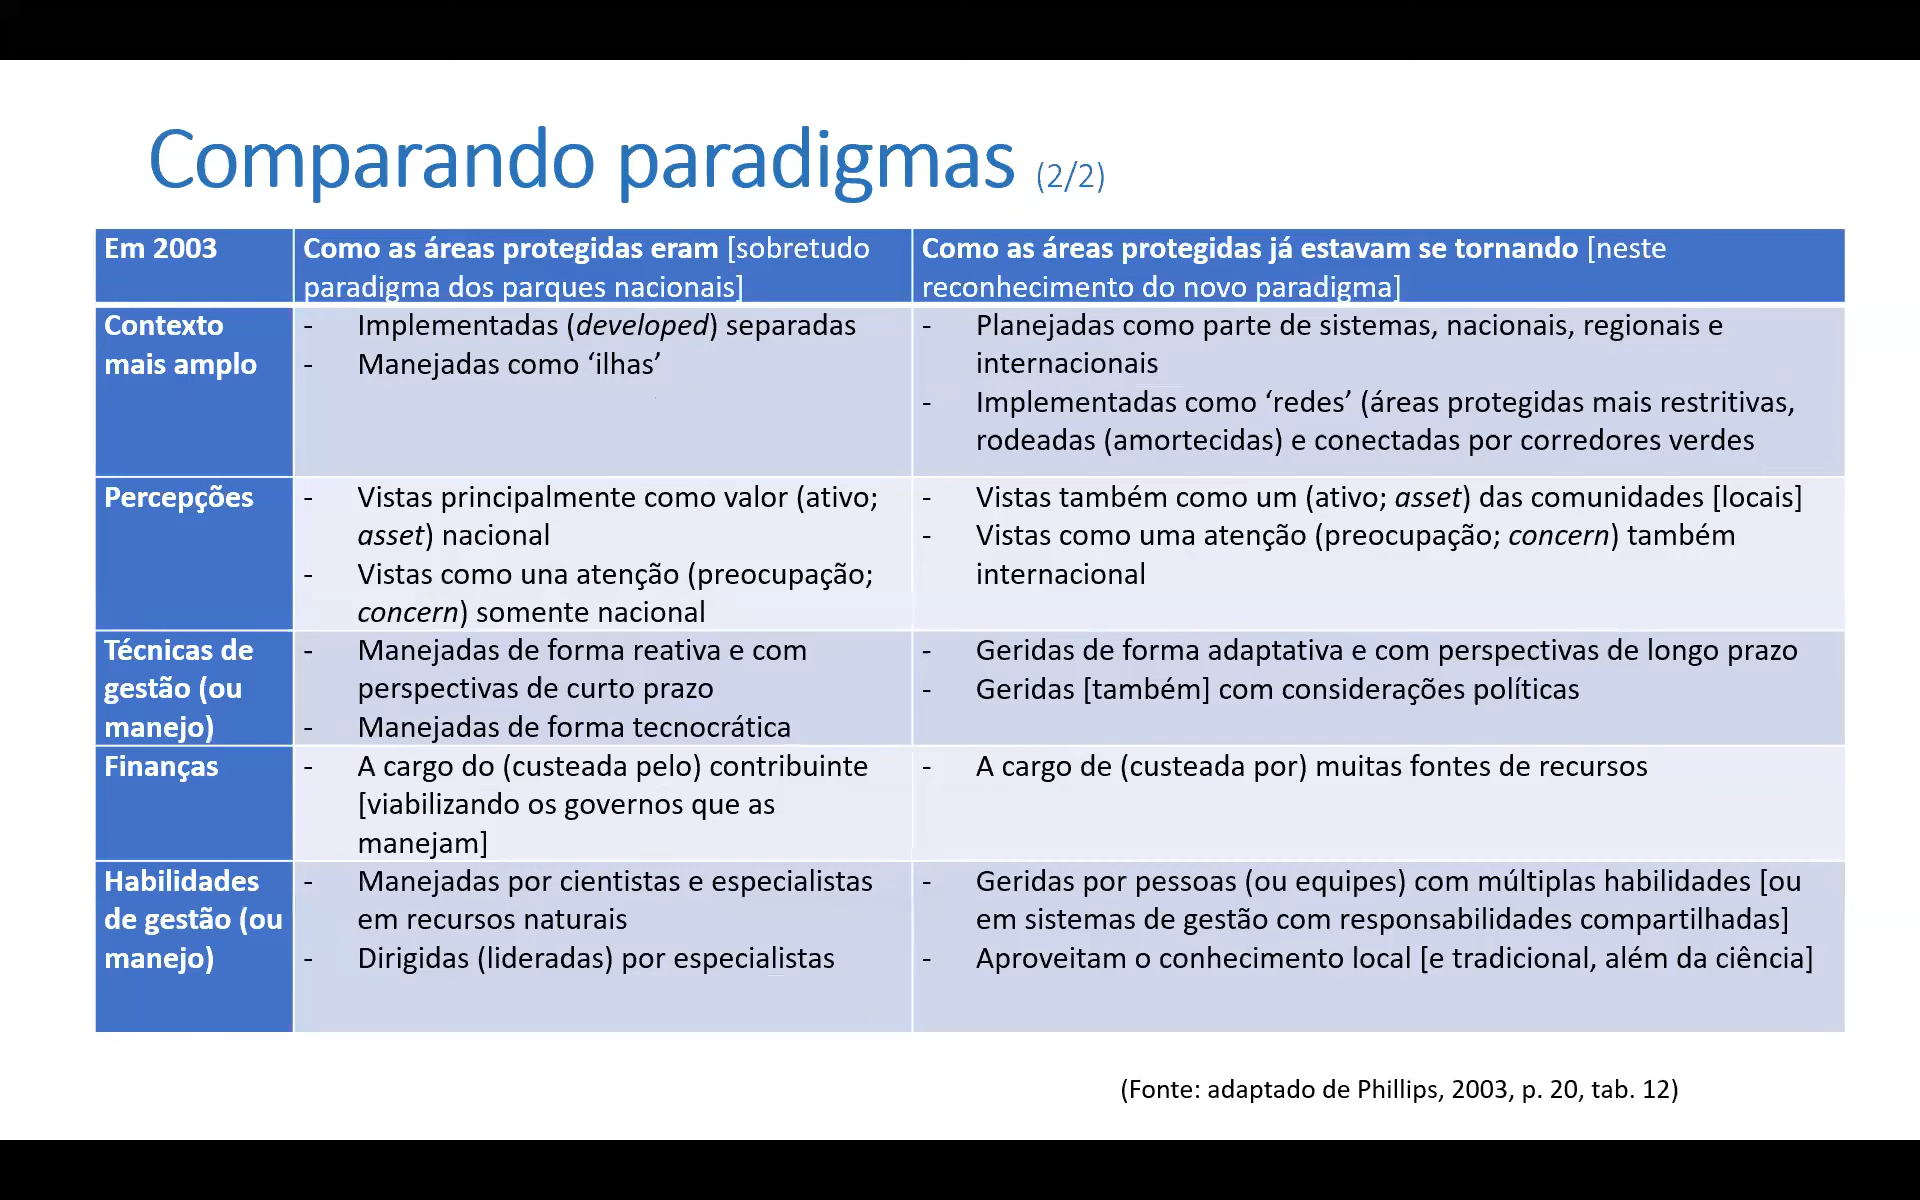 Comparando paradigmas (2/2)
Em 2003
Como as áreas protegidas eram [sobretudo
paradigma dos parques nacionais]
Como as áreas protegidas já estavam se tornando [neste
reconhecimento do novo paradigma]
Contexto
mais amplo
- Implementadas (developed) separadas
- Manejadas como ‘ilhas’
- Planejadas como parte de sistemas, nacionais, regionais e
internacionais
- Implementadas como ‘redes’ (áreas protegidas mais restritivas,
rodeadas (amortecidas) e conectadas por corredores verdes
Percepções
- Vistas principalmente como valor (ativo;
asset) nacional
- Vistas como una atenção (preocupação;
concern) somente nacional
- Vistas também como um (ativo; asset) das comunidades [locais]
- Vistas como uma atenção (preocupação; concern) também
internacional
Técnicas de
gestão (ou
manejo)
- Manejadas de forma reativa e com
perspectivas de curto prazo
- Manejadas de forma tecnocrática
- Geridas de forma adaptativa e com perspectivas de longo prazo
- Geridas [também] com considerações políticas
Finanças
- A cargo do (custeada pelo) contribuinte
[viabilizando os governos que as
manejam]
- A cargo de (custeada por) muitas fontes de recursos
Habilidades
de gestão (ou
manejo)
- Manejadas por cientistas e especialistas
em recursos naturais
- Dirigidas (lideradas) por especialistas
- Geridas por pessoas (ou equipes) com múltiplas habilidades [ou
em sistemas de gestão com responsabilidades compartilhadas]
- Aproveitam o conhecimento local [e tradicional, além da ciência]
(Fonte: adaptado de Phillips, 2003, p. 20, tab. 12)